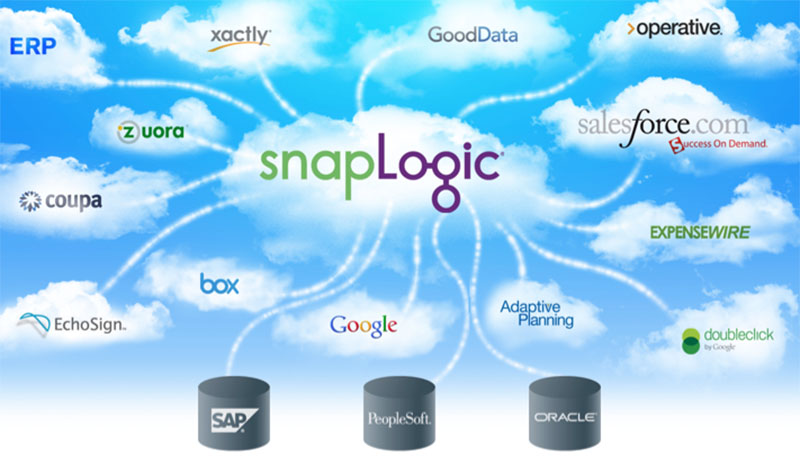 ERP
xactly
GoodData
operative.
salesforce.com
Success On Demand.
zuora
snapLogic
coupa
EXPENSEWIRE
box
EchoSign
Google
Adaptive
Planning
doubleclick
by Google
SAP
PeopleSoft.
ORACLE